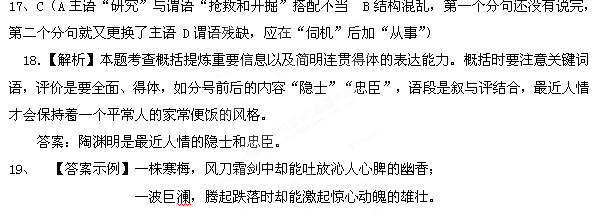 17、C（A 主语“研究”与谓语“抢救和开掘”搭配不当  B 结构混乱，第一个分句还没有说完，
第二个分句就又更换了主语 D 谓语残缺，应在“伺机”后加“从事”）
18.【解析】本题考查概括提炼重要信息以及简明连贯得体的表达能力。概括时要注意关键词
语，评价是要全面、得体，如分号前后的内容“隐士”“忠臣”，语段是叙与评结合，最近人情
才会保持着一个平常人的家常便饭的风格。
答案：陶渊明是最近人情的隐士和忠臣。
19、 【答案示例】一株寒梅，风刀霜剑中却能吐放沁人心脾的幽香；
一波巨澜，腾起跌落时却能激起惊心动魄的雄壮。